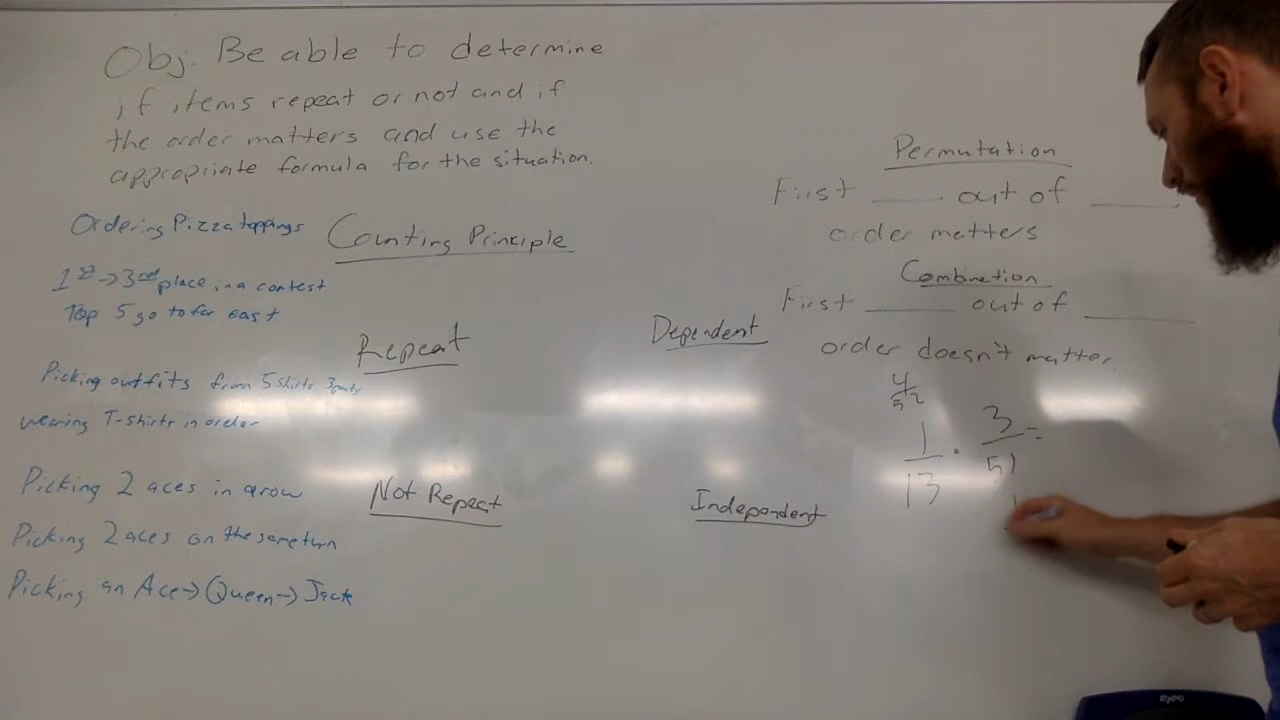 Obj. Be able to determine
if items repeat or not and if
the order matters and use the
appropriate formula for the situation.
Ordering Pizza toppings
Counting Principle
1st→3rd place in a contest
Top 5 go to far east
Repeat
Picking outfits from 5 shirts 3 pants
wearing T-shirts in order
Picking 2 aces in a row
Not Repeat
Picking 2 aces on the same turn
Picking an Ace→Queen→Jack
Dependent
Independent
Permutation
First ____ out of ____
order matters
Combination
First ____ out of ____
order doesn't matter
4/52
1/13 · 3/51 =
EXPO